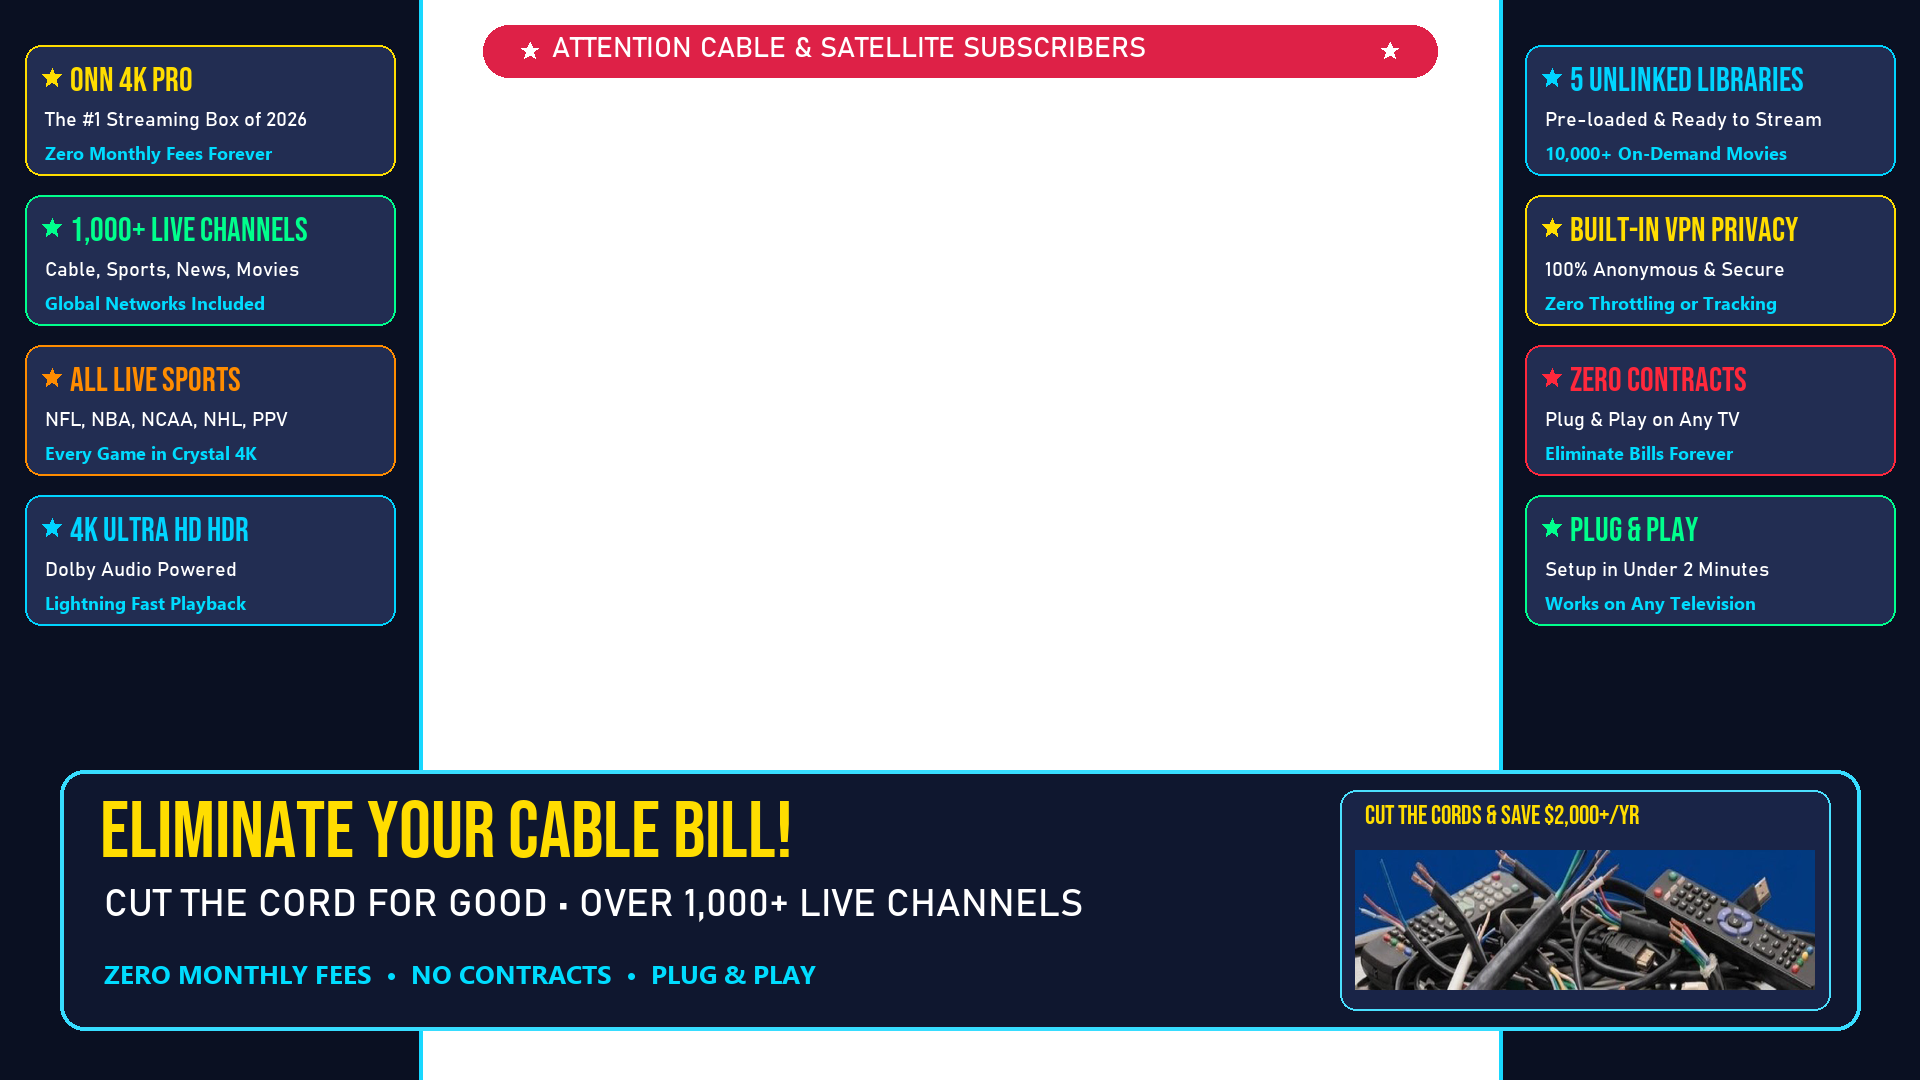 ATTENTION CABLE & SATELLITE SUBSCRIBERS
ONN 4K PRO
The #1 Streaming Box of 2026
Zero Monthly Fees Forever
1,000+ LIVE CHANNELS
Cable, Sports, News, Movies
Global Networks Included
ALL LIVE SPORTS
NFL, NBA, NCAA, NHL, PPV
Every Game in Crystal 4K
4K ULTRA HD HDR
Dolby Audio Powered
Lightning Fast Playback
5 UNLINKED LIBRARIES
Pre-loaded & Ready to Stream
10,000+ On-Demand Movies
BUILT-IN VPN PRIVACY
100% Anonymous & Secure
Zero Throttling or Tracking
ZERO CONTRACTS
Plug & Play on Any TV
Eliminate Bills Forever
PLUG & PLAY
Setup in Under 2 Minutes
Works on Any Television
ELIMINATE YOUR CABLE BILL!
CUT THE CORD FOR GOOD • OVER 1,000+ LIVE CHANNELS
ZERO MONTHLY FEES • NO CONTRACTS • PLUG & PLAY
CUT THE CORDS & SAVE $2,000+/YR